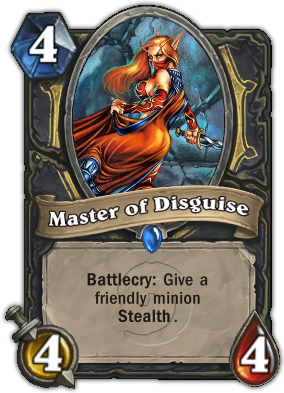 4
Master of Disguise
Battlecry: Give a
friendly minion
Stealth .
4
4